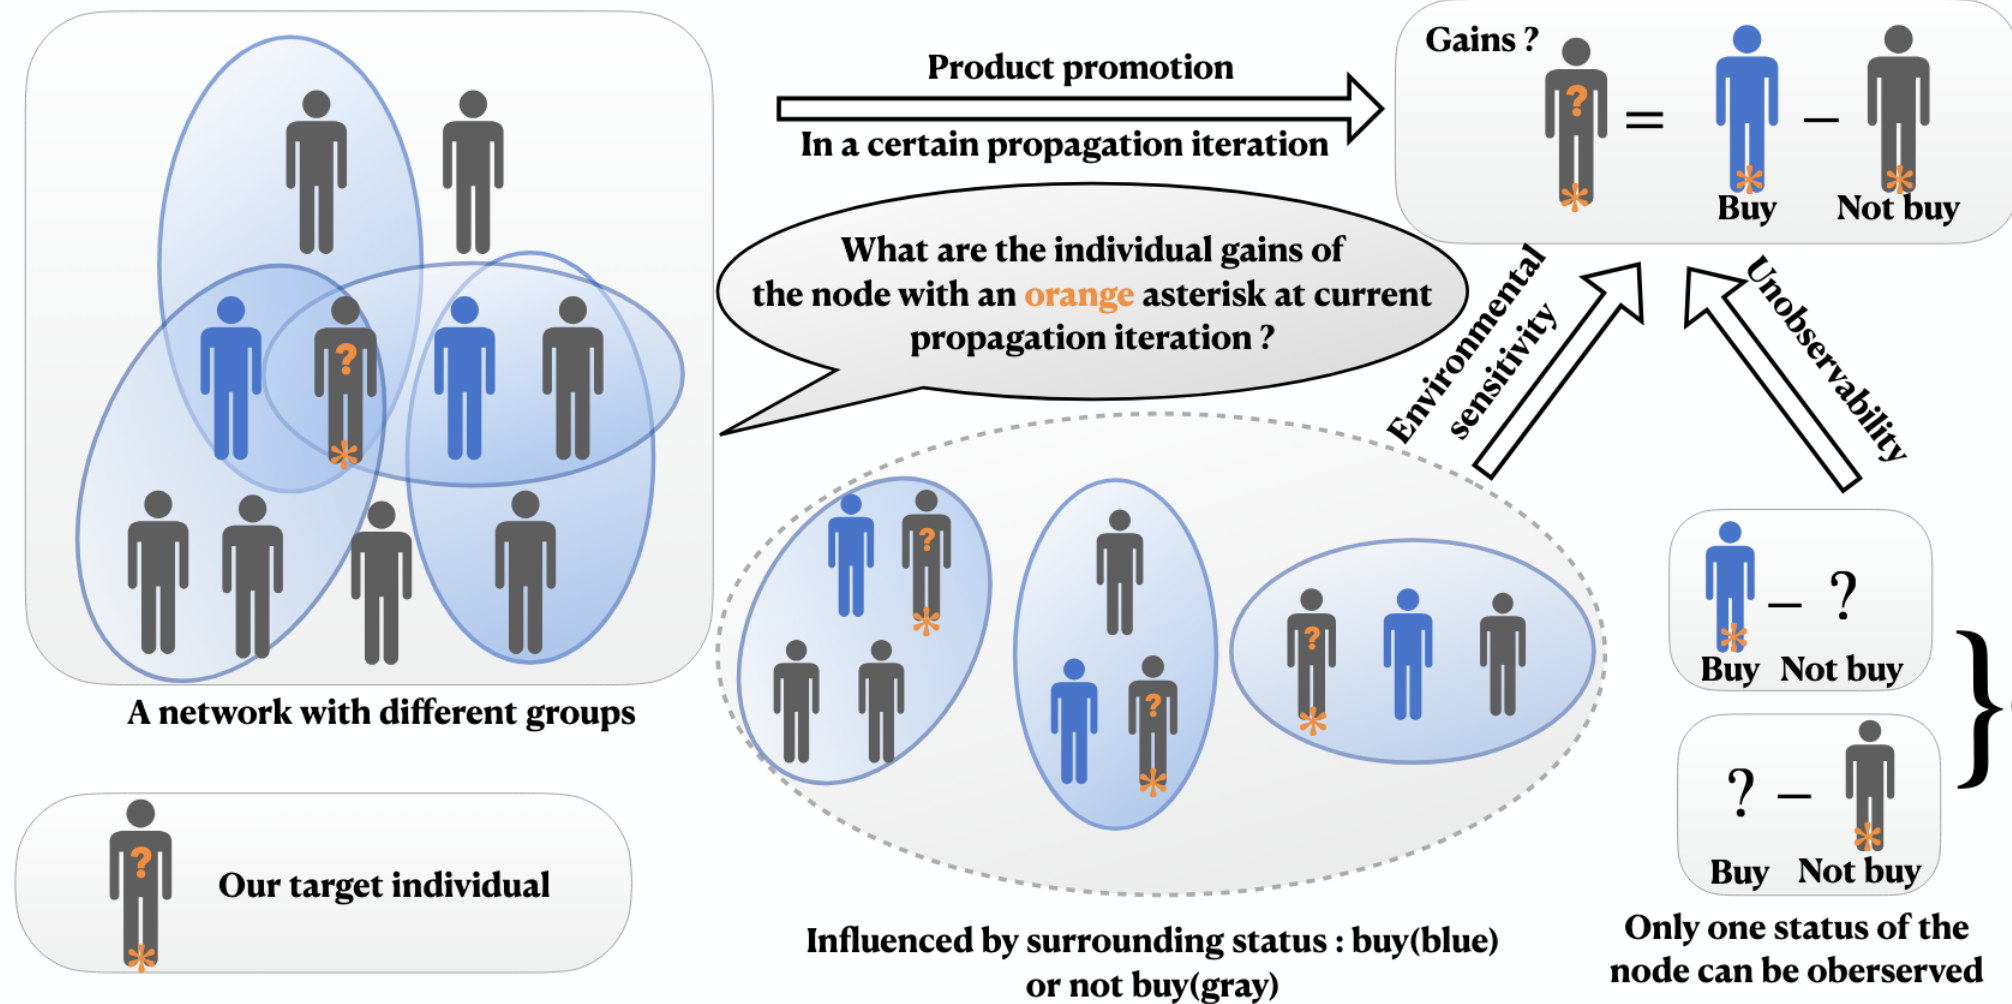 A network with different groups
?
*
Our target individual
Product promotion
In a certain propagation iteration
What are the individual gains of
the node with an orange asterisk at current
propagation iteration ?
Gains ?
? = –
* * *
Buy Not buy
Environmental
sensitivity
Unobservability
? ? ?
* * *
Influenced by surrounding status : buy(blue)
or not buy(gray)
– ?
*
Buy Not buy
? –
*
Buy Not buy
}
Only one status of the
node can be oberserved